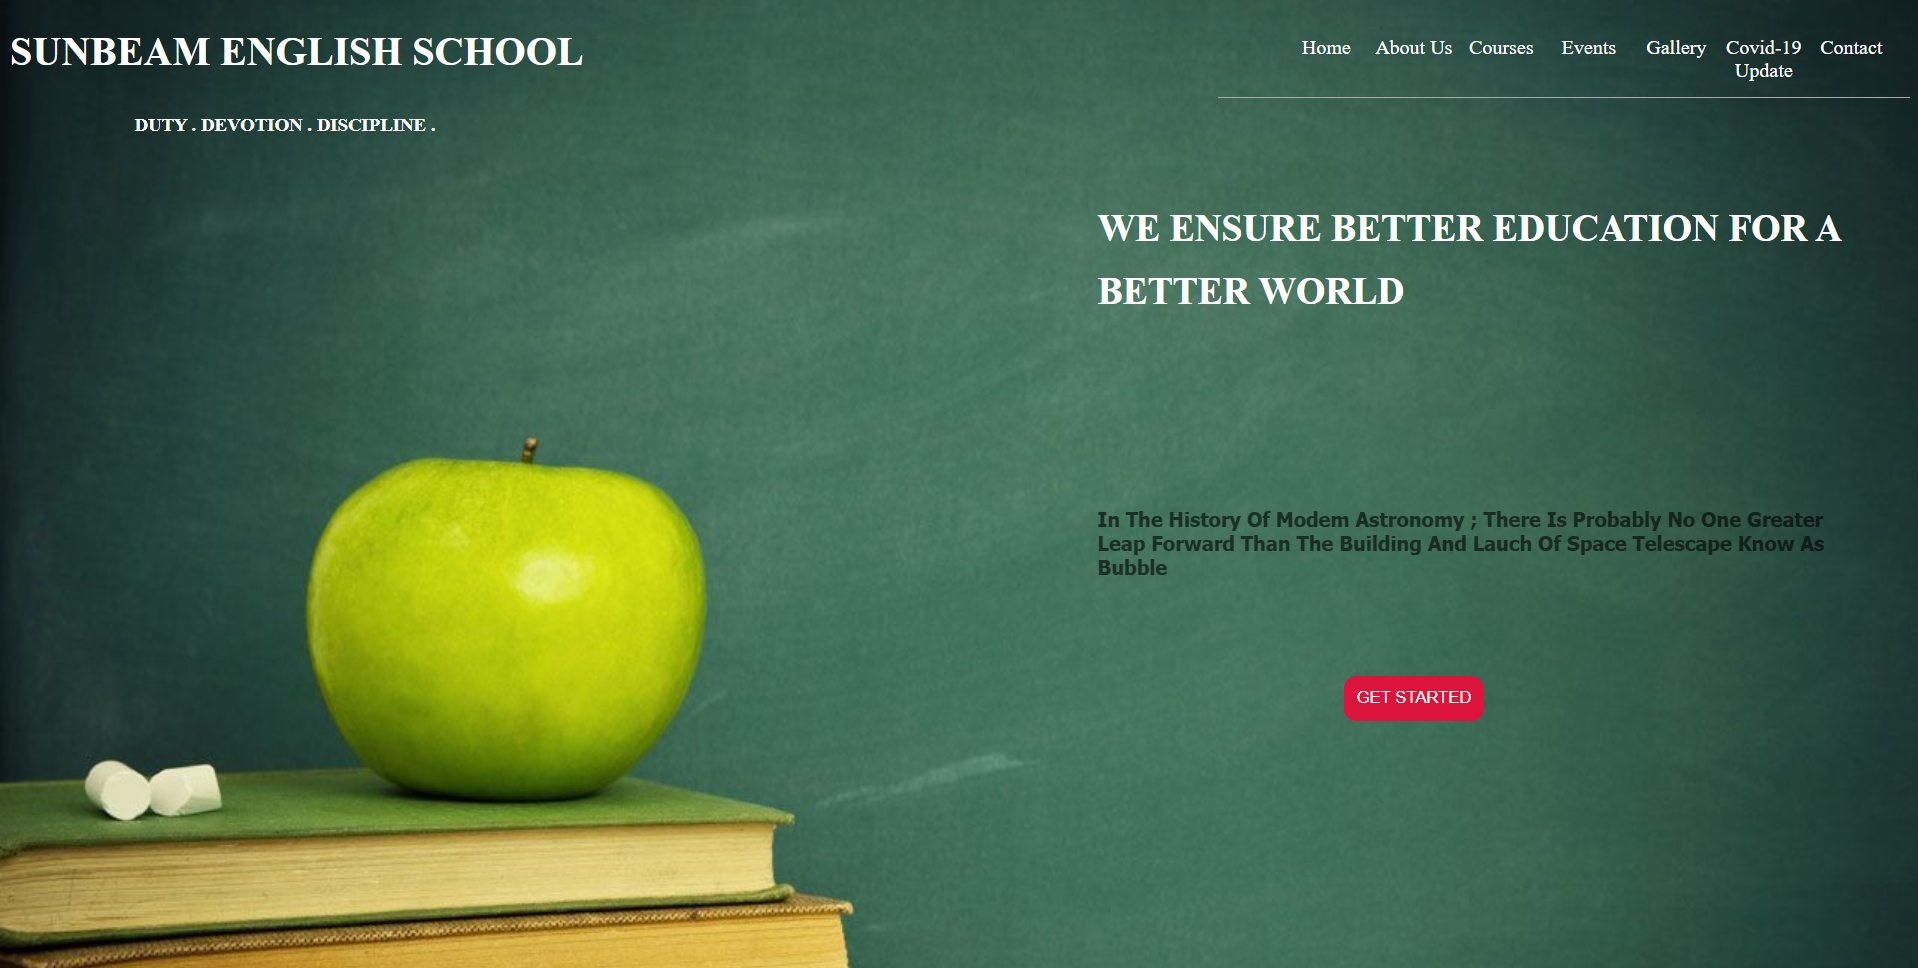 SUNBEAM ENGLISH SCHOOL
DUTY . DEVOTION . DISCIPLINE .
Home About Us Courses Events Gallery Covid-19 Update Contact
WE ENSURE BETTER EDUCATION FOR A
BETTER WORLD
In The History Of Modem Astronomy ; There Is Probably No One Greater
Leap Forward Than The Building And Lauch Of Space Telescape Know As
Bubble
GET STARTED